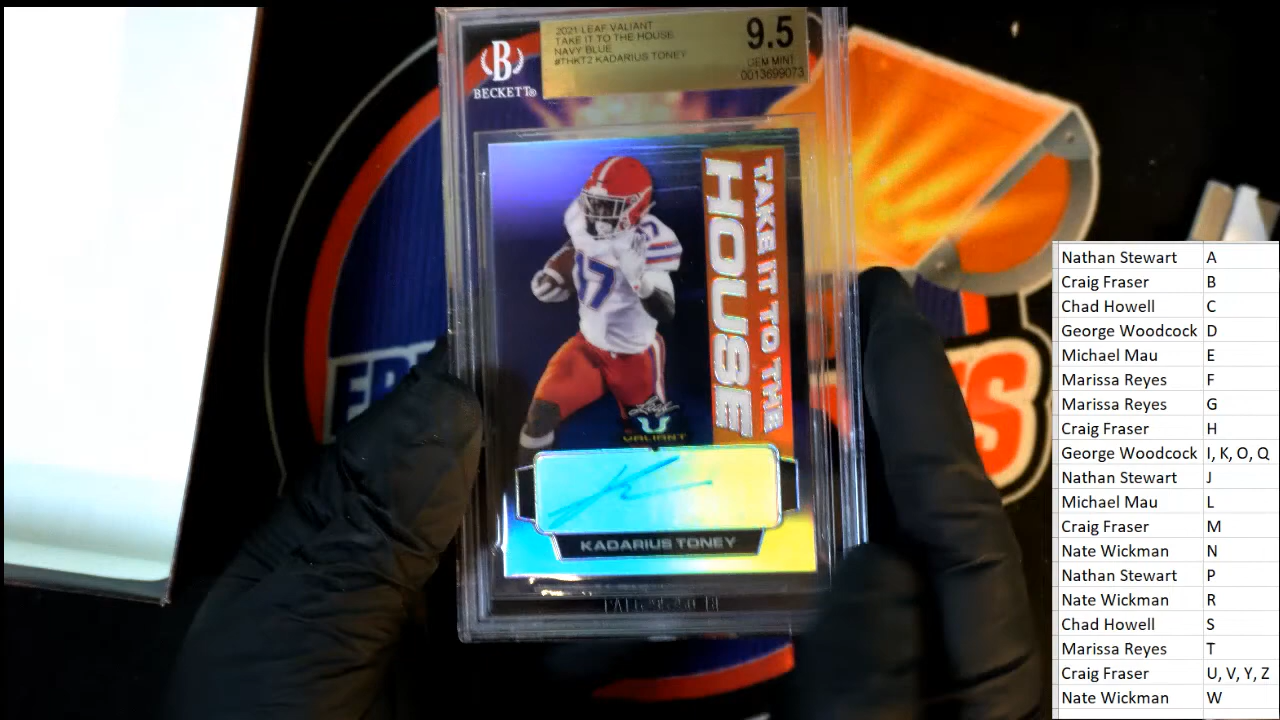 2021 LEAF VALIANT
TAKE IT TO THE HOUSE
NAVY BLUE
#THKT2 KADARIUS TONEY
9.5
GEM MINT
0013699073
B
BECKETT®
TAKE IT TO THE
HOUSE
17
Leaf
VALIANT
KADARIUS TONEY
Nathan Stewart A
Craig Fraser B
Chad Howell C
George Woodcock D
Michael Mau E
Marissa Reyes F
Marissa Reyes G
Craig Fraser H
George Woodcock I, K, O, Q
Nathan Stewart J
Michael Mau L
Craig Fraser M
Nate Wickman N
Nathan Stewart P
Nate Wickman R
Chad Howell S
Marissa Reyes T
Craig Fraser U, V, Y, Z
Nate Wickman W